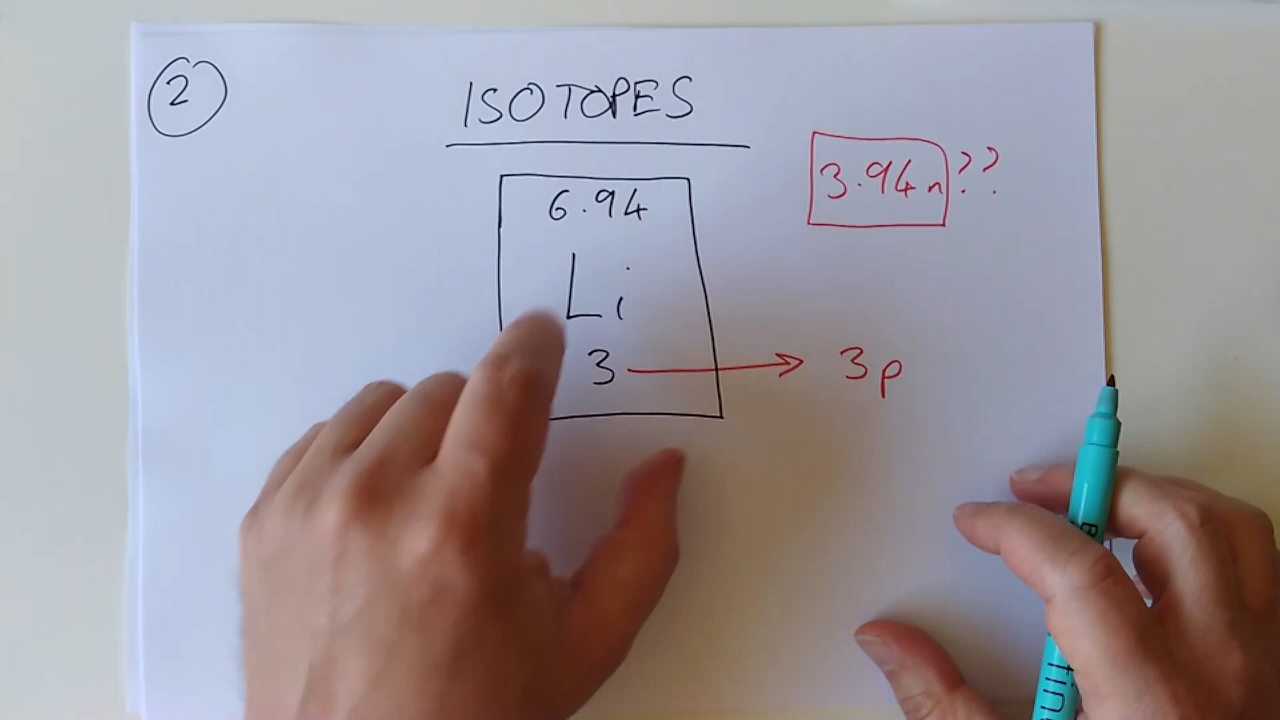 2
ISOTOPES
6.94
3.94n??
Li
3 → 3p